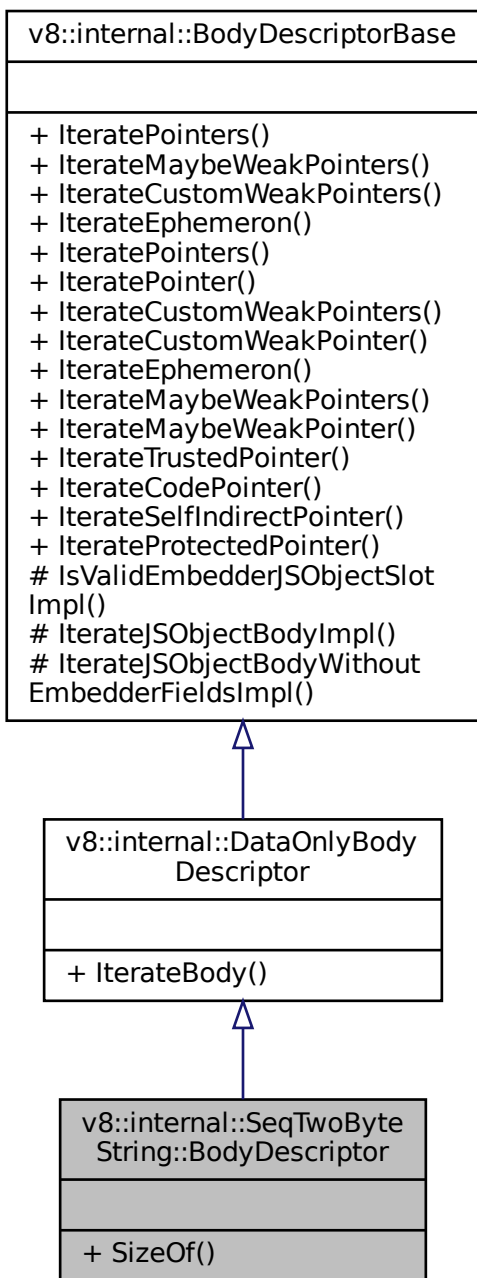 v8::internal::BodyDescriptorBase
+ IteratePointers()
+ IterateMaybeWeakPointers()
+ IterateCustomWeakPointers()
+ IterateEphemeron()
+ IteratePointers()
+ IteratePointer()
+ IterateCustomWeakPointers()
+ IterateCustomWeakPointer()
+ IterateEphemeron()
+ IterateMaybeWeakPointers()
+ IterateMaybeWeakPointer()
+ IterateTrustedPointer()
+ IterateCodePointer()
+ IterateSelfIndirectPointer()
+ IterateProtectedPointer()
# IsValidEmbedderJSObjectSlot
Impl()
# IterateJSObjectBodyImpl()
# IterateJSObjectBodyWithout
EmbedderFieldsImpl()
v8::internal::DataOnlyBody
Descriptor
+ IterateBody()
v8::internal::SeqTwoByte
String::BodyDescriptor
+ SizeOf()